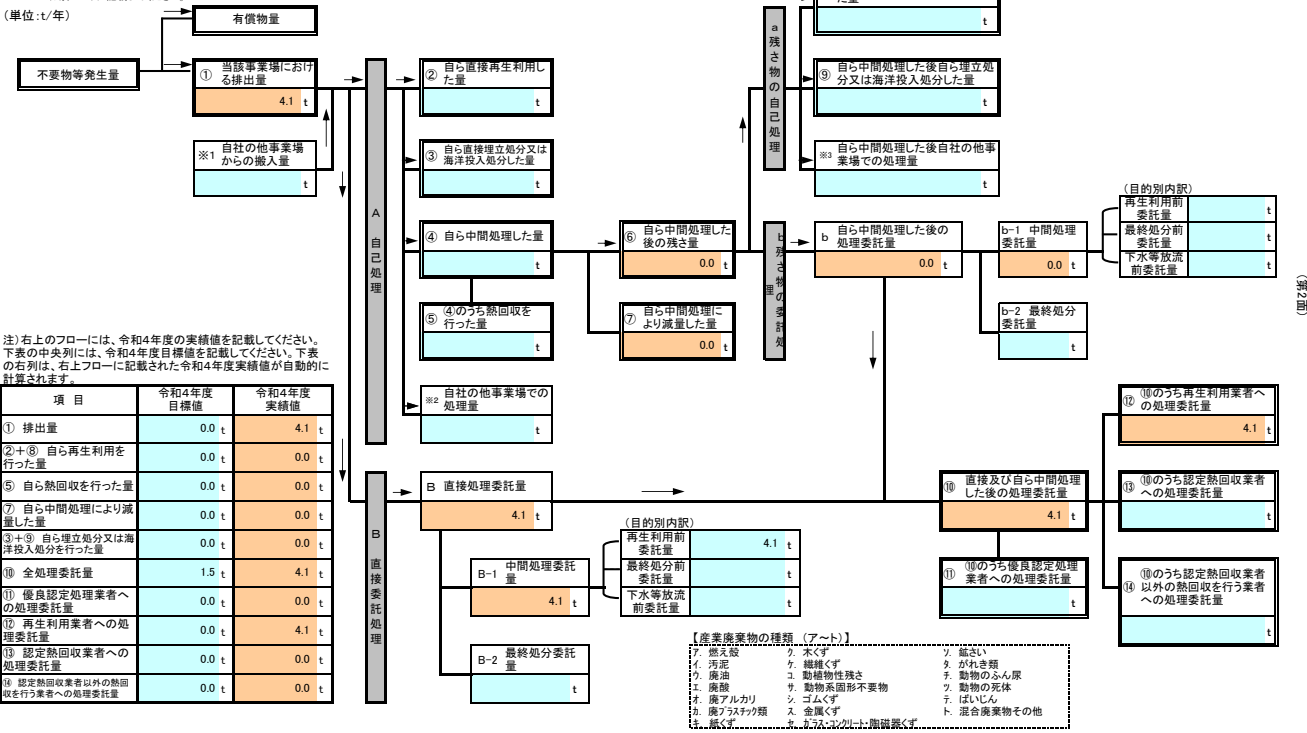 (単位:t/年)
有償物量
不要物等発生量
① 当該事業場におけ
る排出量
4.1 t
※1 自社の他事業場
からの搬入量
t
A 自己処理
② 自ら直接再生利用し
た量
t
③ 自ら直接埋立処分又は
海洋投入処分した量
t
④ 自ら中間処理した量
t
⑤ ④のうち熱回収を
行った量
t
※2 自社の他事業場での
処理量
t
⑥ 自ら中間処理した
後の残さ量
0.0 t
⑦ 自ら中間処理に
より減量した量
0.0 t
a 残さ物の自己処理
た量
t
⑨ 自ら中間処理した後自ら埋立処
分又は海洋投入処分した量
t
※3 自ら中間処理した後自社の他事
業場での処理量
t
b 残さ物の委託処理
b 自ら中間処理した後の
処理委託量
0.0 t
b-1 中間処理
委託量
0.0 t
b-2 最終処分
委託量
t
(目的別内訳)
再生利用前
委託量 t
最終処分前
委託量 t
下水等放流
前委託量 t
(第2面)
注)右上のフローには、令和4年度の実績値を記載してください。
下表の中央列には、令和4年度目標値を記載してください。下表
の右列は、右上フローに記載された令和4年度実績値が自動的に
計算されます。
項 目 令和4年度目標値 令和4年度実績値
① 排出量 0.0 t 4.1 t
②+⑧ 自ら再生利用を
行った量 0.0 t 0.0 t
⑤ 自ら熱回収を行った量 0.0 t 0.0 t
⑦ 自ら中間処理により減
量した量 0.0 t 0.0 t
③+⑨ 自ら埋立処分又は海
洋投入処分を行った量 0.0 t 0.0 t
⑩ 全処理委託量 1.5 t 4.1 t
⑪ 優良認定処理業者へ
の処理委託量 0.0 t 0.0 t
⑫ 再生利用業者への処
理委託量 0.0 t 4.1 t
⑬ 認定熱回収業者への
処理委託量 0.0 t 0.0 t
⑭ 認定熱回収業者以外の熱回
収を行う業者への処理委託量 0.0 t 0.0 t
B 直接委託処理
B 直接処理委託量
4.1 t
B-1 中間処理委託
量
4.1 t
B-2 最終処分委託
量
t
(目的別内訳)
再生利用前
委託量 4.1 t
最終処分前
委託量 t
下水等放流
前委託量 t
⑩ 直接及び自ら中間処理
した後の処理委託量
4.1 t
⑪ ⑩のうち優良認定処理
業者への処理委託量
t
⑫ ⑩のうち再生利用業者へ
の処理委託量
4.1 t
⑬ ⑩のうち認定熱回収業者
への処理委託量
t
⑭ ⑩のうち認定熱回収業者
以外の熱回収を行う業者
への処理委託量
t
【産業廃棄物の種類 (ア~ト)】
ア. 燃え殻 ク. 木くず ソ. 鉱さい
イ. 汚泥 ケ. 繊維くず タ. がれき類
ウ. 廃油 コ. 動植物性残さ チ. 動物のふん尿
エ. 廃酸 サ. 動物系固形不要物 ツ. 動物の死体
オ. 廃アルカリ シ. ゴムくず テ. ばいじん
カ. 廃プラスチック類 ス. 金属くず ト. 混合廃棄物その他
キ. 紙くず セ. ガラス・コンクリート・陶磁器くず